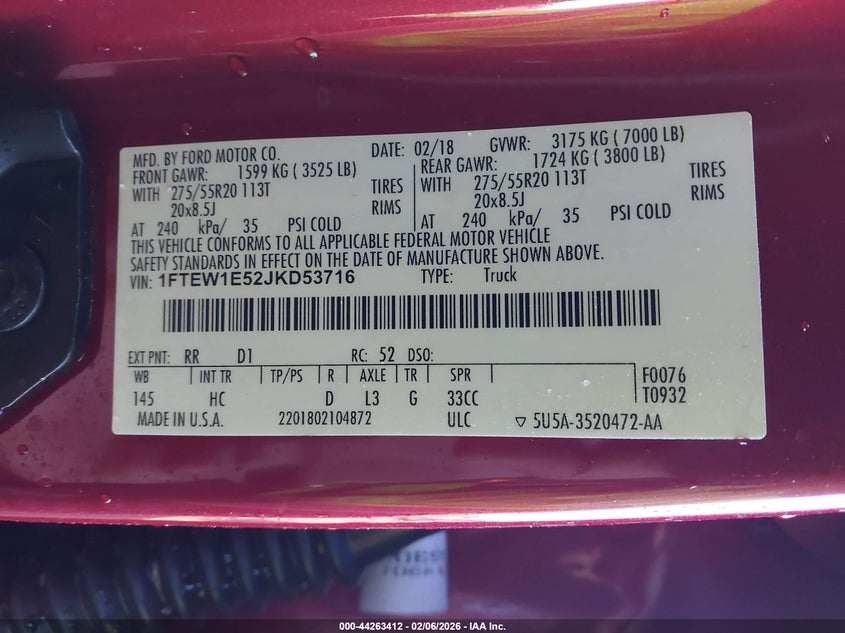 MFD. BY FORD MOTOR CO. DATE: 02/18 GVWR: 3175 KG ( 7000 LB)
FRONT GAWR: 1599 KG ( 3525 LB) REAR GAWR: 1724 KG ( 3800 LB)
WITH 275/55R20 113T TIRES WITH 275/55R20 113T TIRES
20x8.5J RIMS 20x8.5J RIMS
AT 240 kPa/ 35 PSI COLD AT 240 kPa/ 35 PSI COLD
THIS VEHICLE CONFORMS TO ALL APPLICABLE FEDERAL MOTOR VEHICLE
SAFETY STANDARDS IN EFFECT ON THE DATE OF MANUFACTURE SHOWN ABOVE.
VIN: 1FTEW1E52JKD53716 TYPE: Truck
EXT PNT: RR D1 RC: 52 DSO:
WB INT TR TP/PS R AXLE TR SPR F0076
145 HC D L3 G 33CC T0932
MADE IN U.S.A. 2201802104872 ULC ▽ 5U5A-3520472-AA
000-44263412 - 02/06/2026 - IAA Inc.